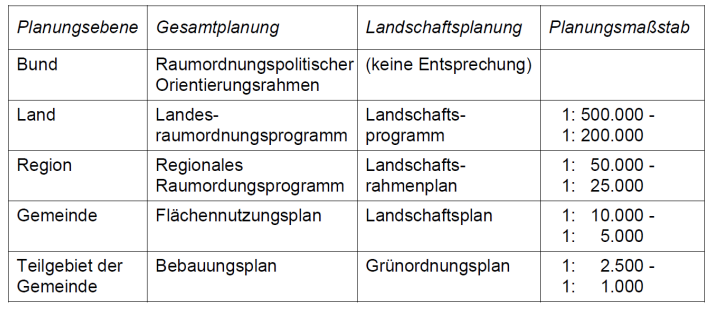 Planungsebene Gesamtplanung Landschaftsplanung Planungsmaßstab
Bund Raumordnungspolitischer (keine Entsprechung)
Orientierungsrahmen
Land Landes- Landschafts- 1: 500.000 -
raumordnungsprogramm programm 1: 200.000
Region Regionales Landschafts- 1: 50.000 -
Raumordungsprogramm rahmenplan 1: 25.000
Gemeinde Flächennutzungsplan Landschaftsplan 1: 10.000 -
1: 5.000
Teilgebiet der Bebauungsplan Grünordnungsplan 1: 2.500 -
Gemeinde 1: 1.000